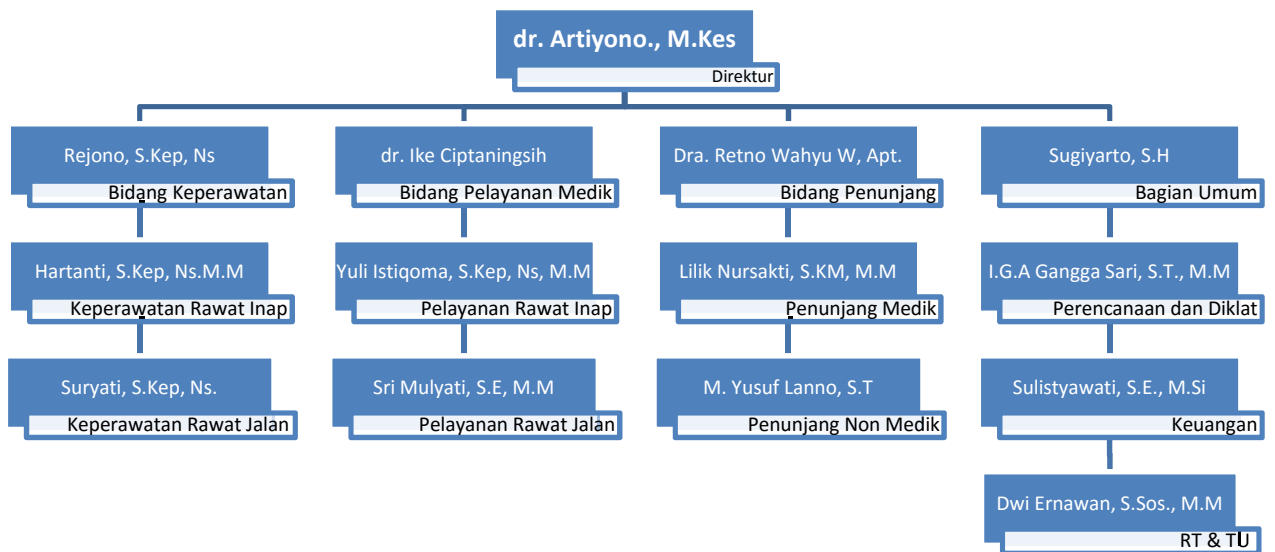 dr. Artiyono., M.Kes
Direktur
Rejono, S.Kep, Ns
Bidang Keperawatan
dr. Ike Ciptaningsih
Bidang Pelayanan Medik
Dra. Retno Wahyu W, Apt.
Bidang Penunjang
Sugiyarto, S.H
Bagian Umum
Hartanti, S.Kep, Ns.M.M
Keperawatan Rawat Inap
Yuli Istiqoma, S.Kep, Ns, M.M
Pelayanan Rawat Inap
Lilik Nursakti, S.KM, M.M
Penunjang Medik
I.G.A Gangga Sari, S.T., M.M
Perencanaan dan Diklat
Suryati, S.Kep, Ns.
Keperawatan Rawat Jalan
Sri Mulyati, S.E, M.M
Pelayanan Rawat Jalan
M. Yusuf Lanno, S.T
Penunjang Non Medik
Sulistyawati, S.E., M.Si
Keuangan
Dwi Ernawan, S.Sos., M.M
RT & TU